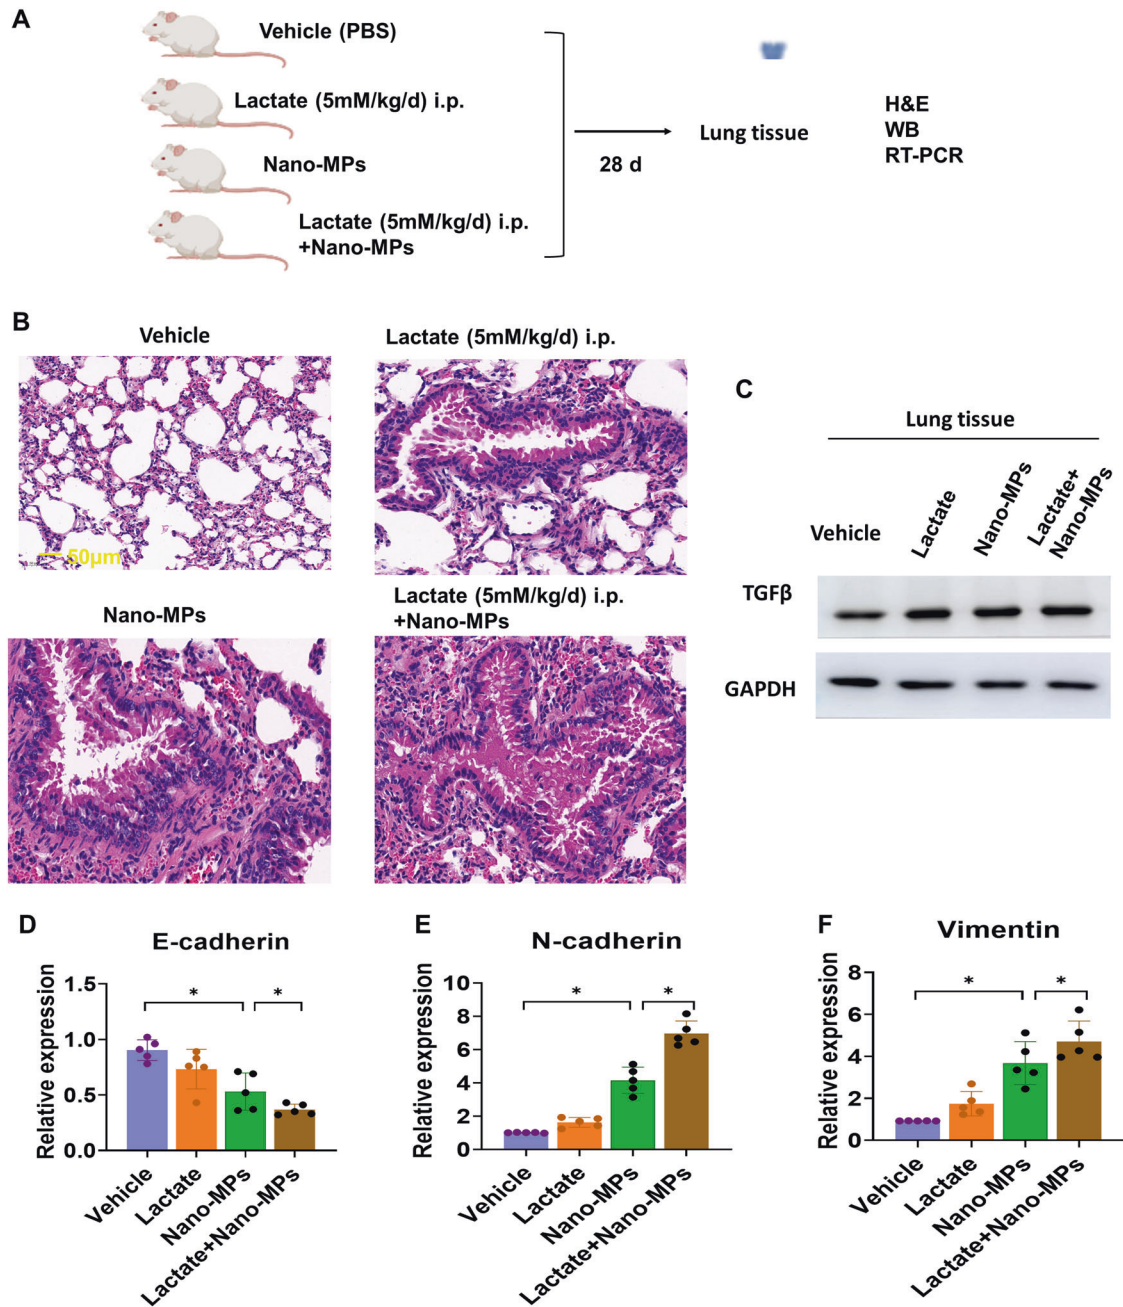 A
Vehicle (PBS)
Lactate (5mM/kg/d) i.p.
Nano-MPs
Lactate (5mM/kg/d) i.p.
+Nano-MPs
28 d
Lung tissue
H&E
WB
RT-PCR
B
Vehicle
50μm
Lactate (5mM/kg/d) i.p.
Nano-MPs
Lactate (5mM/kg/d) i.p.
+Nano-MPs
C
Lung tissue
Vehicle
Lactate
Nano-MPs
Lactate+
Nano-MPs
TGFβ
GAPDH
D
E-cadherin
Relative expression
1.5
1.0
0.5
0.0
*
*
Vehicle
Lactate
Nano-MPs
Lactate+Nano-MPs
E
N-cadherin
Relative expression
10
8
6
4
2
0
*
*
Vehicle
Lactate
Nano-MPs
Lactate+Nano-MPs
F
Vimentin
Relative expression
8
6
4
2
0
*
*
Vehicle
Lactate
Nano-MPs
Lactate+Nano-MPs